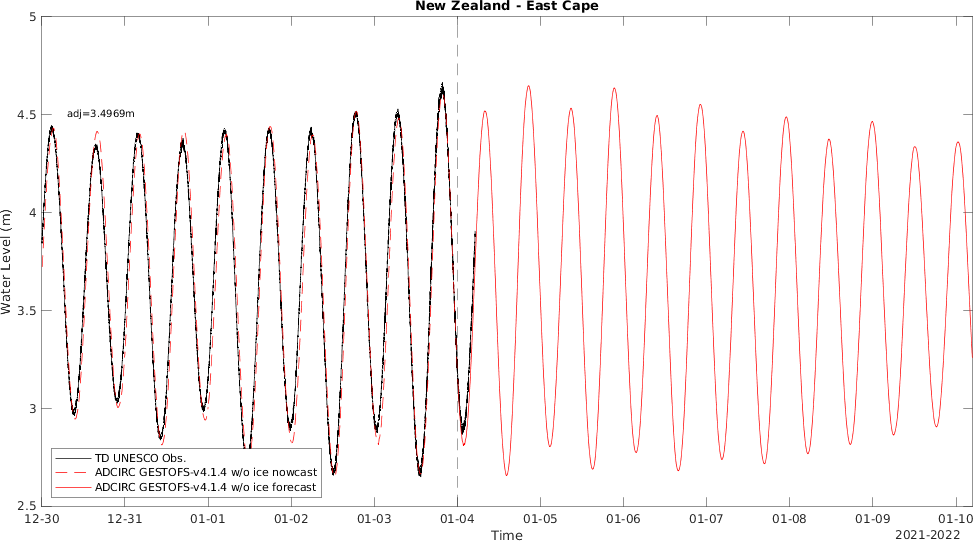 New Zealand - East Cape
5
4.5
4
3.5
3
2.5
Water Level (m)
adj=3.4969m
TD UNESCO Obs.
ADCIRC GESTOFS-v4.1.4 w/o ice nowcast
ADCIRC GESTOFS-v4.1.4 w/o ice forecast
12-30 12-31 01-01 01-02 01-03 01-04 01-05 01-06 01-07 01-08 01-09 01-10
Time
2021-2022